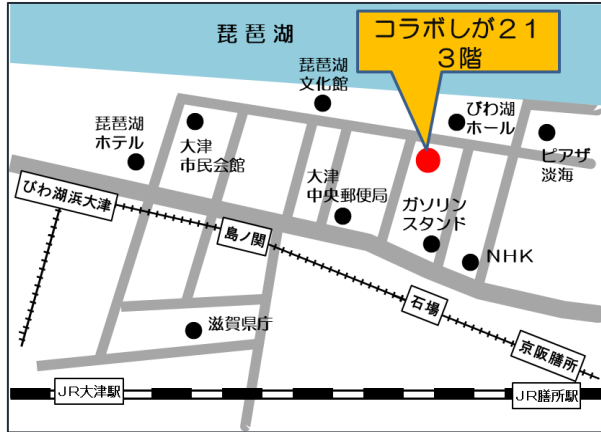 琵琶湖
コラボしが２１
３階
琵琶湖
文化館
びわ湖
ホール
琵琶湖
ホテル
大津
市民会館
ピアザ
淡海
大津
中央郵便局
ガソリン
スタンド
びわ湖浜大津
島ノ関
NHK
石場
滋賀県庁
京阪膳所
JR大津駅
JR膳所駅